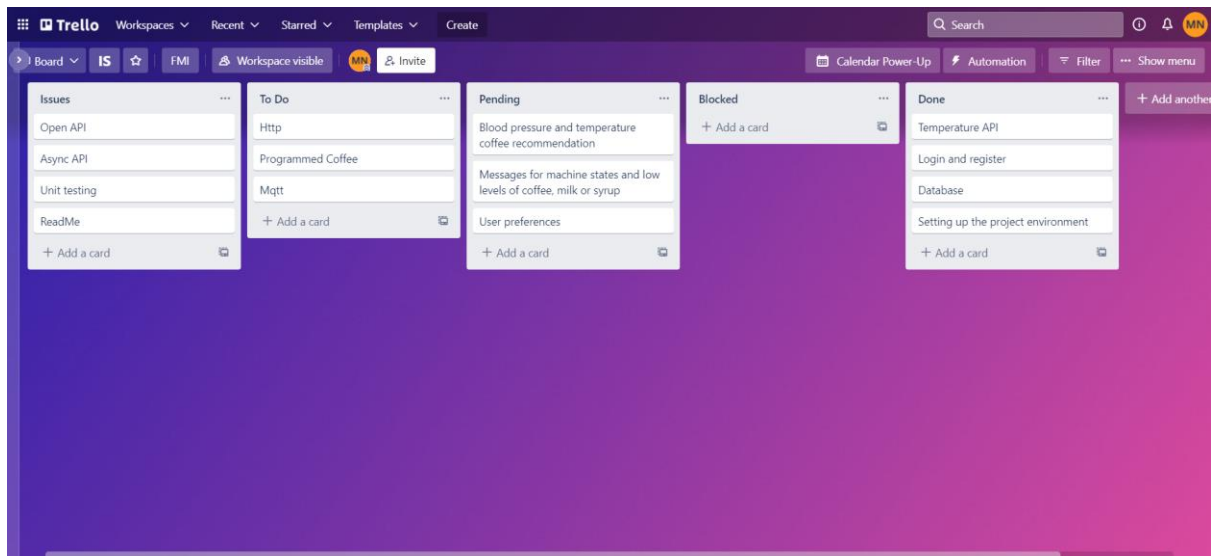 Trello Workspaces Recent Starred Templates Create Search MN
Board IS FMI Workspace visible MN Invite Calendar Power-Up Automation Filter ... Show menu
Issues ...
Open API
Async API
Unit testing
ReadMe
+ Add a card
To Do ...
Http
Programmed Coffee
Mqtt
+ Add a card
Pending ...
Blood pressure and temperature
coffee recommendation
Messages for machine states and low
levels of coffee, milk or syrup
User preferences
+ Add a card
Blocked ...
+ Add a card
Done ...
Temperature API
Login and register
Database
Setting up the project environment
+ Add a card
+ Add another